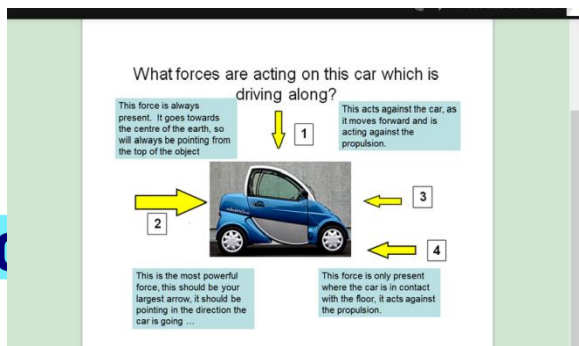 What forces are acting on this car which is
driving along?
This force is always
present. It goes towards
the centre of the earth, so
will always be pointing from
the top of the object
1
This acts against the car, as
it moves forward and is
acting against the
propulsion.
2
3
4
This is the most powerful
force, this should be your
largest arrow, it should be
pointing in the direction the
car is going ...
This force is only present
where the car is in contact
with the floor, it acts against
the propulsion.